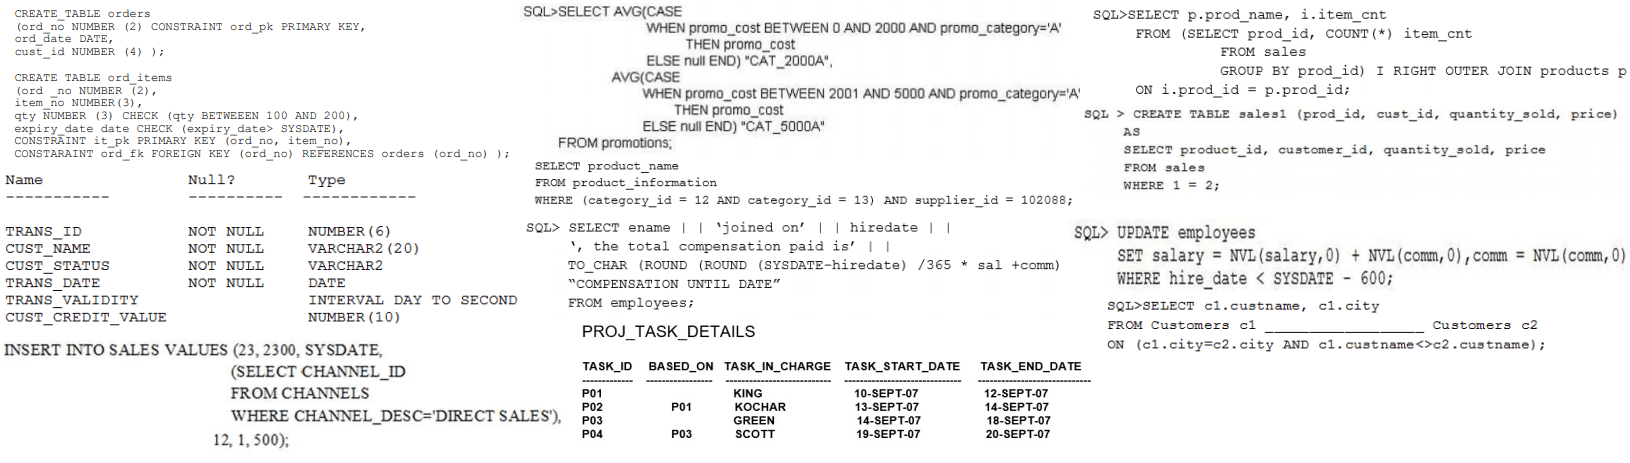 CREATE_TABLE orders
(ord_no NUMBER (2) CONSTRAINT ord_pk PRIMARY KEY,
ord_date DATE,
cust_id NUMBER (4) );
CREATE TABLE ord_items
(ord _no NUMBER (2),
item_no NUMBER(3),
qty NUMBER (3) CHECK (qty BETWEEEN 100 AND 200),
expiry_date date CHECK (expiry_date> SYSDATE),
CONSTRAINT it_pk PRIMARY KEY (ord_no, item_no),
CONSTARAINT ord_fk FOREIGN KEY (ord_no) REFERENCES orders (ord_no) );
Name Null? Type
----------- ---------- ------------
TRANS_ID NOT NULL NUMBER(6)
CUST_NAME NOT NULL VARCHAR2(20)
CUST_STATUS NOT NULL VARCHAR2
TRANS_DATE NOT NULL DATE
TRANS_VALIDITY INTERVAL DAY TO SECOND
CUST_CREDIT_VALUE NUMBER(10)
INSERT INTO SALES VALUES (23, 2300, SYSDATE,
(SELECT CHANNEL_ID
FROM CHANNELS
WHERE CHANNEL_DESC='DIRECT SALES'),
12, 1, 500);
SQL>SELECT AVG(CASE
WHEN promo_cost BETWEEN 0 AND 2000 AND promo_category='A'
THEN promo_cost
ELSE null END) "CAT_2000A",
AVG(CASE
WHEN promo_cost BETWEEN 2001 AND 5000 AND promo_category='A'
THEN promo_cost
ELSE null END) "CAT_5000A"
FROM promotions;
SELECT product_name
FROM product_information
WHERE (category_id = 12 AND category_id = 13) AND supplier_id = 102088;
SQL> SELECT ename | | ‘joined on’ | | hiredate | |
‘, the total compensation paid is’ | |
TO_CHAR (ROUND (ROUND (SYSDATE-hiredate) /365 * sal +comm)
“COMPENSATION UNTIL DATE”
FROM employees;
PROJ_TASK_DETAILS
TASK_ID BASED_ON TASK_IN_CHARGE TASK_START_DATE TASK_END_DATE
P01 KING 10-SEPT-07 12-SEPT-07
P02 P01 KOCHAR 13-SEPT-07 14-SEPT-07
P03 GREEN 14-SEPT-07 18-SEPT-07
P04 P03 SCOTT 19-SEPT-07 20-SEPT-07
SQL>SELECT p.prod_name, i.item_cnt
FROM (SELECT prod_id, COUNT(*) item_cnt
FROM sales
GROUP BY prod_id) I RIGHT OUTER JOIN products p
ON i.prod_id = p.prod_id;
SQL > CREATE TABLE sales1 (prod_id, cust_id, quantity_sold, price)
AS
SELECT product_id, customer_id, quantity_sold, price
FROM sales
WHERE 1 = 2;
SQL> UPDATE employees
SET salary = NVL(salary,0) + NVL(comm,0),comm = NVL(comm,0)
WHERE hire_date < SYSDATE - 600;
SQL>SELECT c1.custname, c1.city
FROM Customers c1 ____________________ Customers c2
ON (c1.city=c2.city AND c1.custname<>c2.custname);